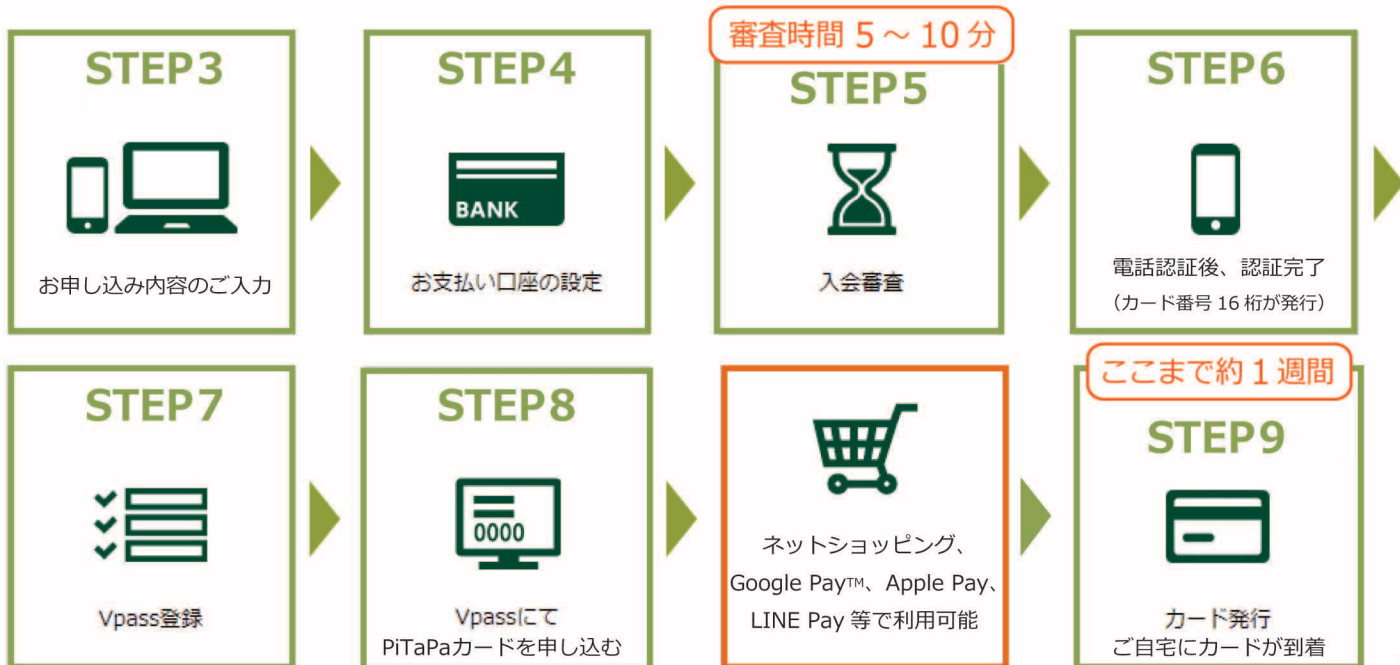 STEP3
BANK
お申し込み内容のご入力
STEP4
お支払い口座の設定
審査時間 5～10分
STEP5
入会審査
STEP6
電話認証後、認証完了
（カード番号 16 桁が発行）
STEP7
Vpass登録
STEP8
0000
Vpassにて
PiTaPaカードを申し込む
ネットショッピング、
Google Pay™、Apple Pay、
LINE Pay 等で利用可能
ここまで約 1 週間
STEP9
カード発行
ご自宅にカードが到着